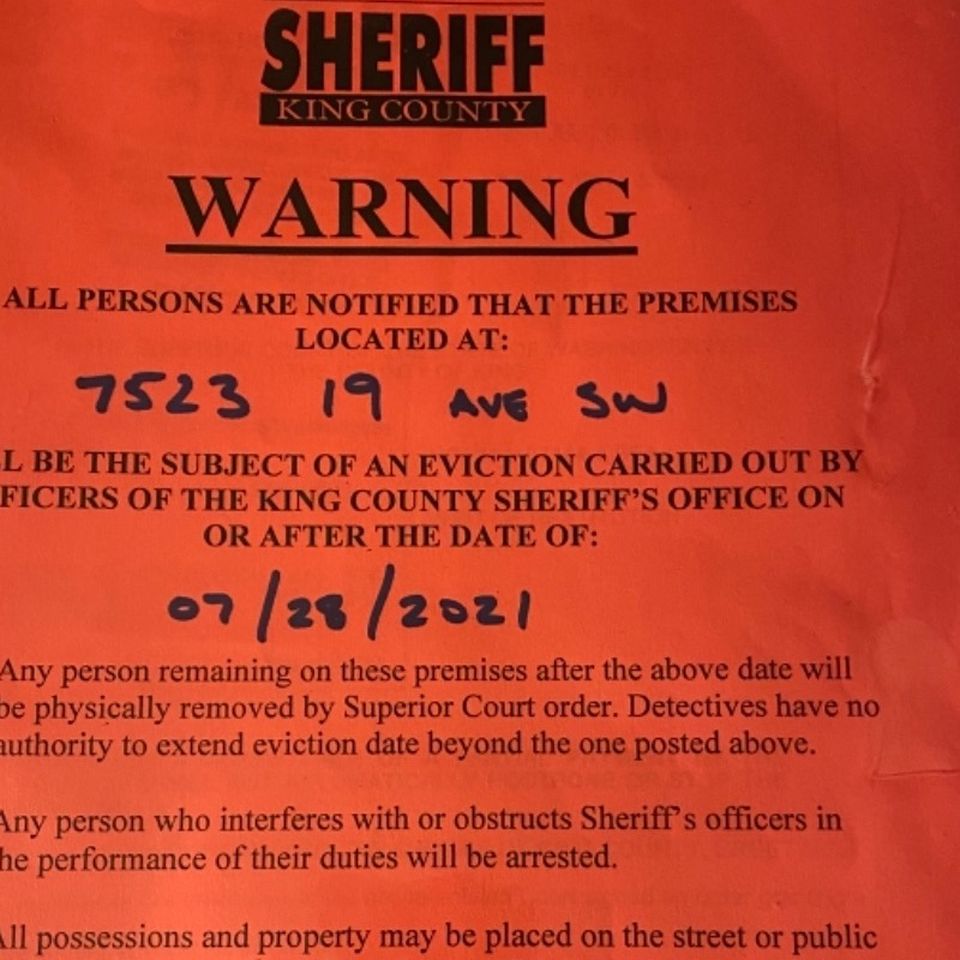 SHERIFF
KING COUNTY
WARNING
ALL PERSONS ARE NOTIFIED THAT THE PREMISES
LOCATED AT:
7523 19 AVE SW
L BE THE SUBJECT OF AN EVICTION CARRIED OUT BY
FICERS OF THE KING COUNTY SHERIFF'S OFFICE ON
OR AFTER THE DATE OF:
07/28/2021
Any person remaining on these premises after the above date will
be physically removed by Superior Court order. Detectives have no
authority to extend eviction date beyond the one posted above.
Any person who interferes with or obstructs Sheriff's officers in
he performance of their duties will be arrested.
All possessions and property may be placed on the street or public